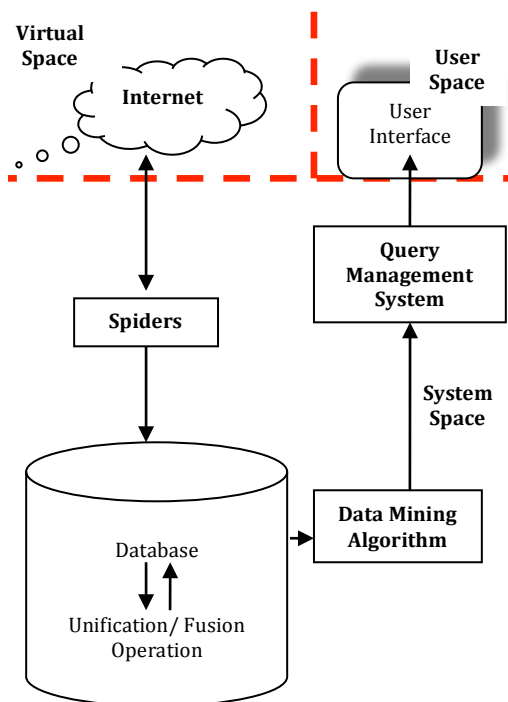 Virtual
Space
Internet
User
Space
User
Interface
Query
Management
System
Spiders
System
Space
Data Mining
Algorithm
Database
Unification/ Fusion
Operation